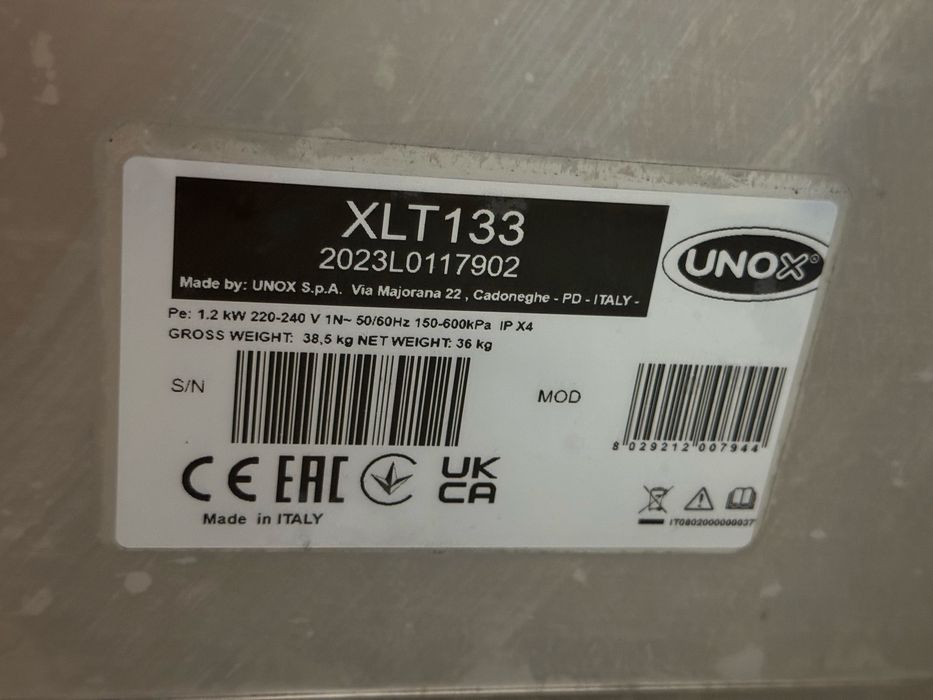 XLT133
2023L0117902
Made by: UNOX S.p.A. Via Majorana 22 , Cadoneghe - PD - ITALY -
UNOX®
Pe: 1.2 kW 220-240 V 1N~ 50/60Hz 150-600kPa IP X4
GROSS WEIGHT: 38,5 kg NET WEIGHT: 36 kg
S/N
MOD
8 029212 007944
CE EAC UK
CA
Made in ITALY